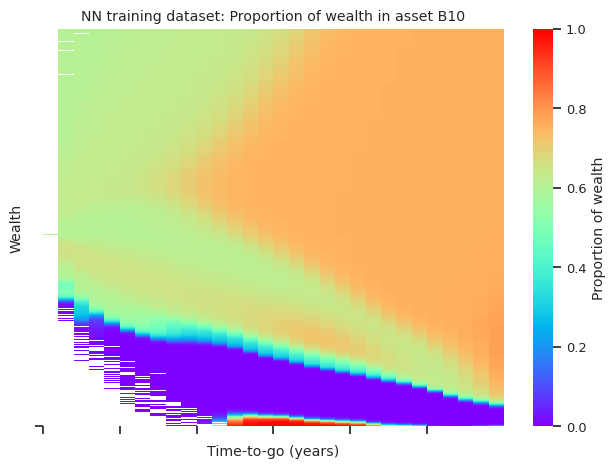 NN training dataset: Proportion of wealth in asset B10
Wealth
Time-to-go (years)
1.0
0.8
0.6
0.4
0.2
0.0
Proportion of wealth